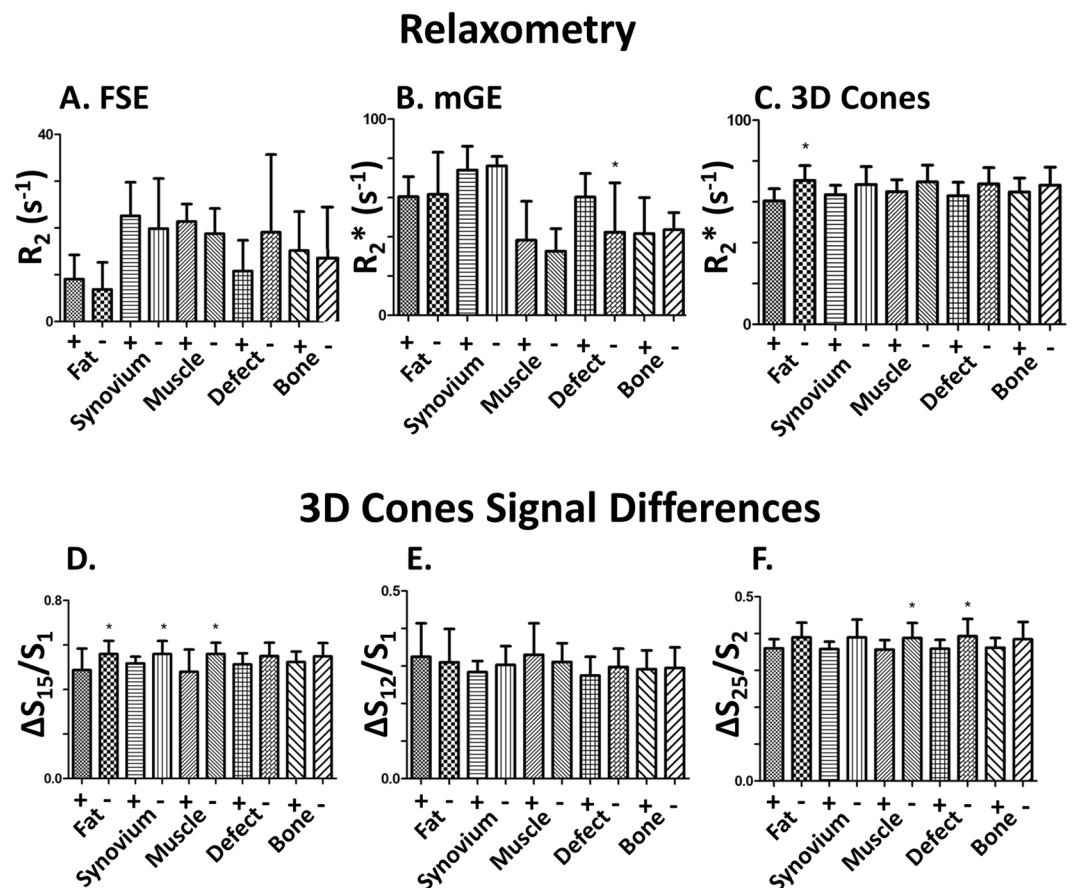 Relaxometry
A. FSE
B. mGE
C. 3D Cones
R2 (s-1)
40
0
+ - + - + - + - + -
Fat Synovium Muscle Defect Bone
R2* (s-1)
100
0
*
+ - + - + - + - + -
Fat Synovium Muscle Defect Bone
R2* (s-1)
100
0
*
+ - + - + - + - + -
Fat Synovium Muscle Defect Bone
3D Cones Signal Differences
D.
E.
F.
ΔS15/S1
0.8
0.0
* * *
+ - + - + - + - + -
Fat Synovium Muscle Defect Bone
ΔS12/S1
0.5
0.0
+ - + - + - + - + -
Fat Synovium Muscle Defect Bone
ΔS25/S2
0.5
0.0
* *
+ - + - + - + - + -
Fat Synovium Muscle Defect Bone